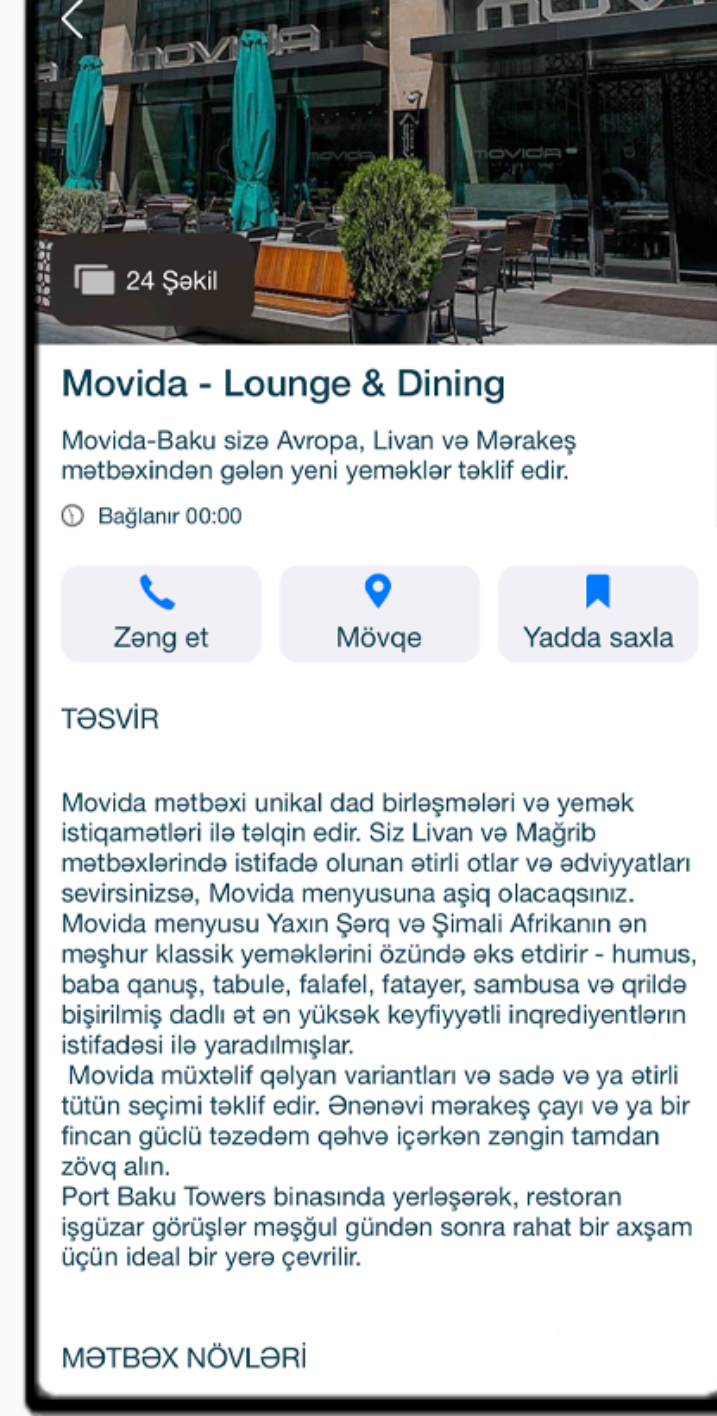 MOVIDA
MOV
MOVIDA
MOVIDA
24 Şəkil
Movida - Lounge & Dining
Movida-Baku sizə Avropa, Livan və Mərakeş
mətbəxindən gələn yeni yeməklər təklif edir.
Bağlanır 00:00
Zəng et
Mövqe
Yadda saxla
TƏSVİR
Movida mətbəxi unikal dad birləşmələri və yemək
istiqamətləri ilə təlqin edir. Siz Livan və Mağrib
mətbəxlərində istifadə olunan ətirli otlar və ədviyyatları
sevirsinizsə, Movida menyusuna aşiq olacaqsınız.
Movida menyusu Yaxın Şərq və Şimali Afrikanın ən
məşhur klassik yeməklərini özündə əks etdirir - humus,
baba qanuş, tabule, falafel, fatayer, sambusa və qrildə
bişirilmiş dadlı ət ən yüksək keyfiyyətli inqrediyentlərın
istifadəsi ilə yaradılmışlar.
Movida müxtəlif qəlyan variantları və sadə və ya ətirli
tütün seçimi təklif edir. Ənənəvi mərakeş çayı və ya bir
fincan güclü təzədəm qəhvə içərkən zəngin tamdan
zövq alın.
Port Baku Towers binasında yerləşərək, restoran
işgüzar görüşlər məşğul gündən sonra rahat bir axşam
üçün ideal bir yerə çevrilir.
MƏTBƏX NÖVLƏRİ